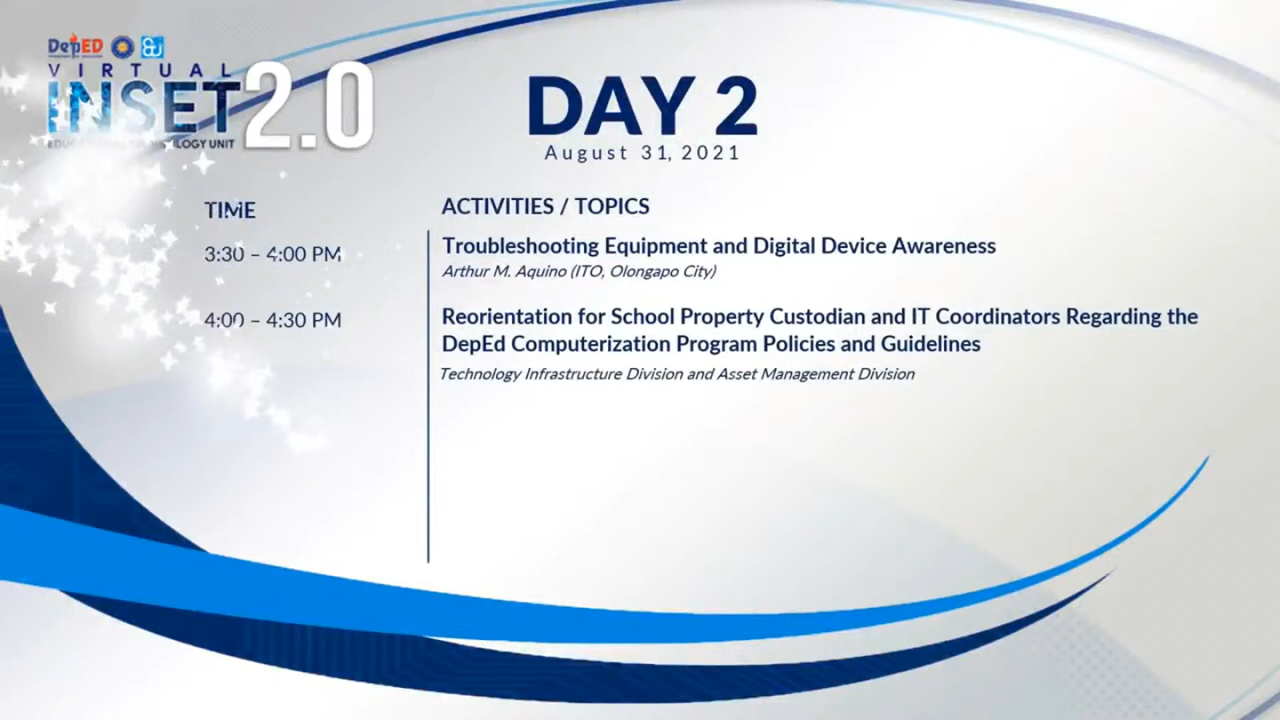 DepED
VIRTUAL
INSET 2.0
UNIT
DAY 2
August 31, 2021
TIME
ACTIVITIES / TOPICS
3:30 – 4:00 PM
Troubleshooting Equipment and Digital Device Awareness
Arthur M. Aquino (ITO, Olongapo City)
4:00 – 4:30 PM
Reorientation for School Property Custodian and IT Coordinators Regarding the
DepEd Computerization Program Policies and Guidelines
Technology Infrastructure Division and Asset Management Division